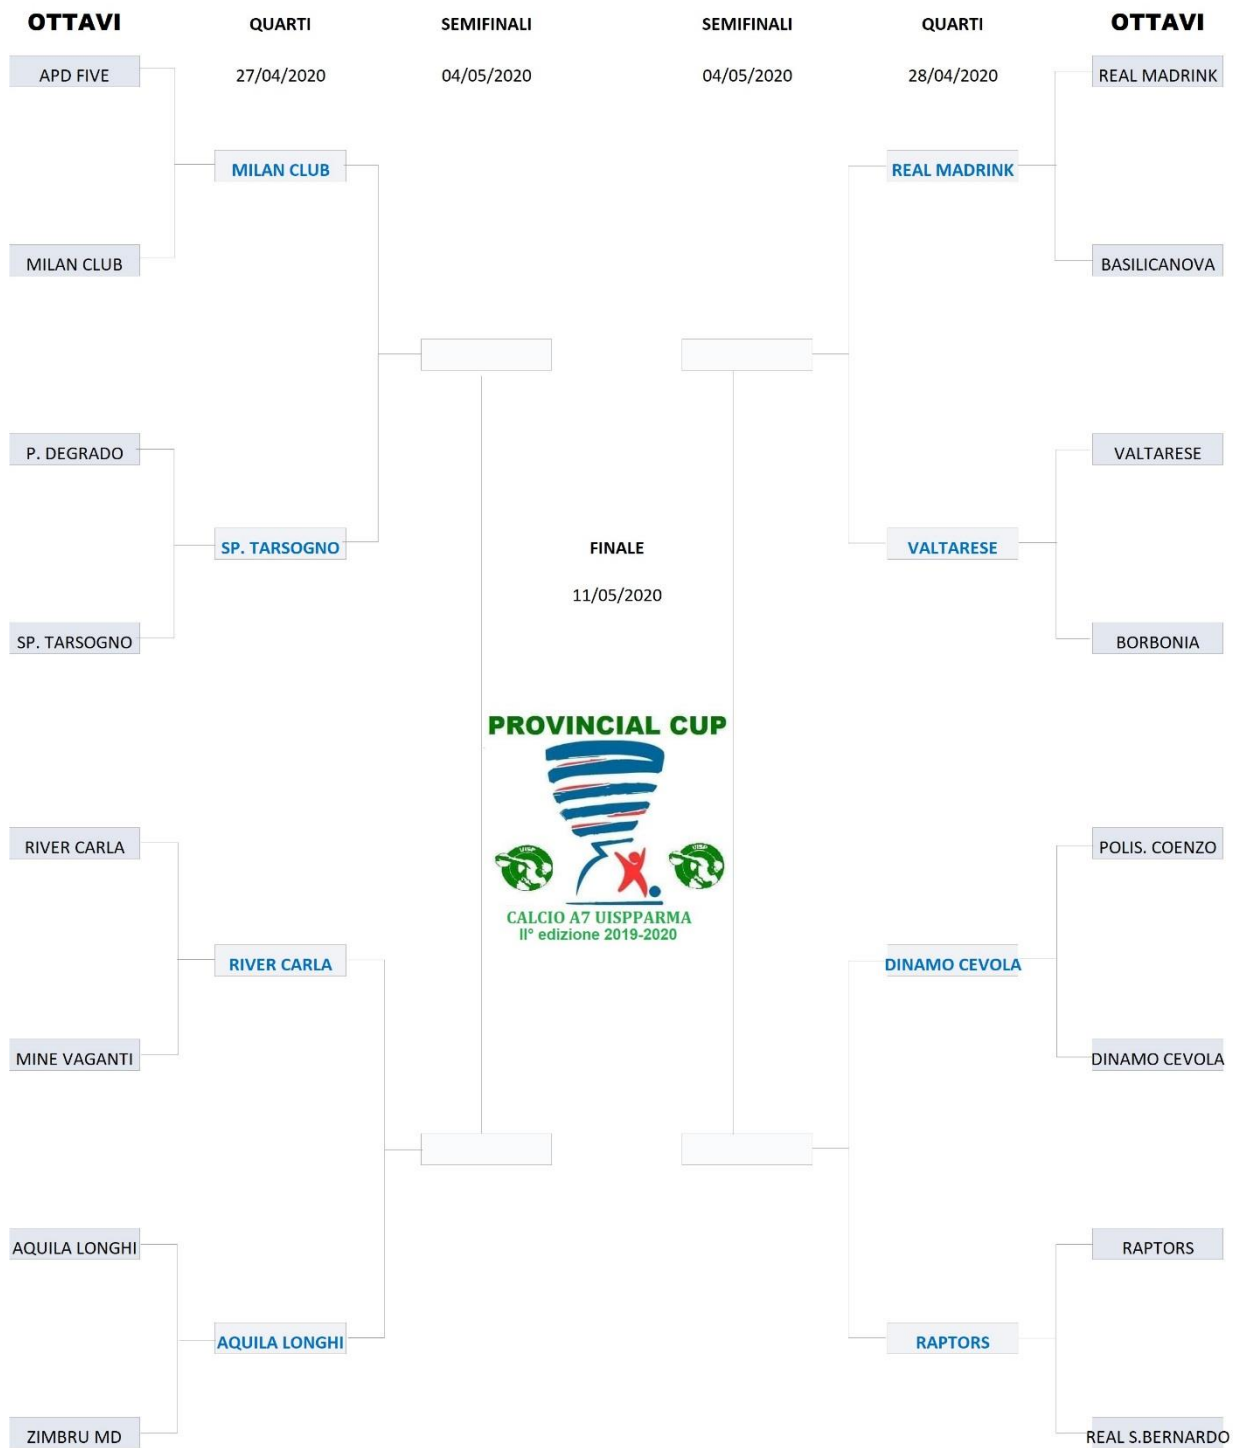 OTTAVI QUARTI SEMIFINALI SEMIFINALI QUARTI OTTAVI
APD FIVE 27/04/2020 04/05/2020 04/05/2020 28/04/2020 REAL MADRINK
MILAN CLUB REAL MADRINK
MILAN CLUB BASILICANOVA
P. DEGRADO VALTARESE
SP. TARSOGNO FINALE VALTARESE
11/05/2020
SP. TARSOGNO BORBONIA
PROVINCIAL CUP
RIVER CARLA POLIS. COENZO
UISP UISP
CALCIO A7 UISPPARMA
II° edizione 2019-2020
RIVER CARLA DINAMO CEVOLA
MINE VAGANTI DINAMO CEVOLA
AQUILA LONGHI RAPTORS
AQUILA LONGHI RAPTORS
ZIMBRU MD REAL S.BERNARDO